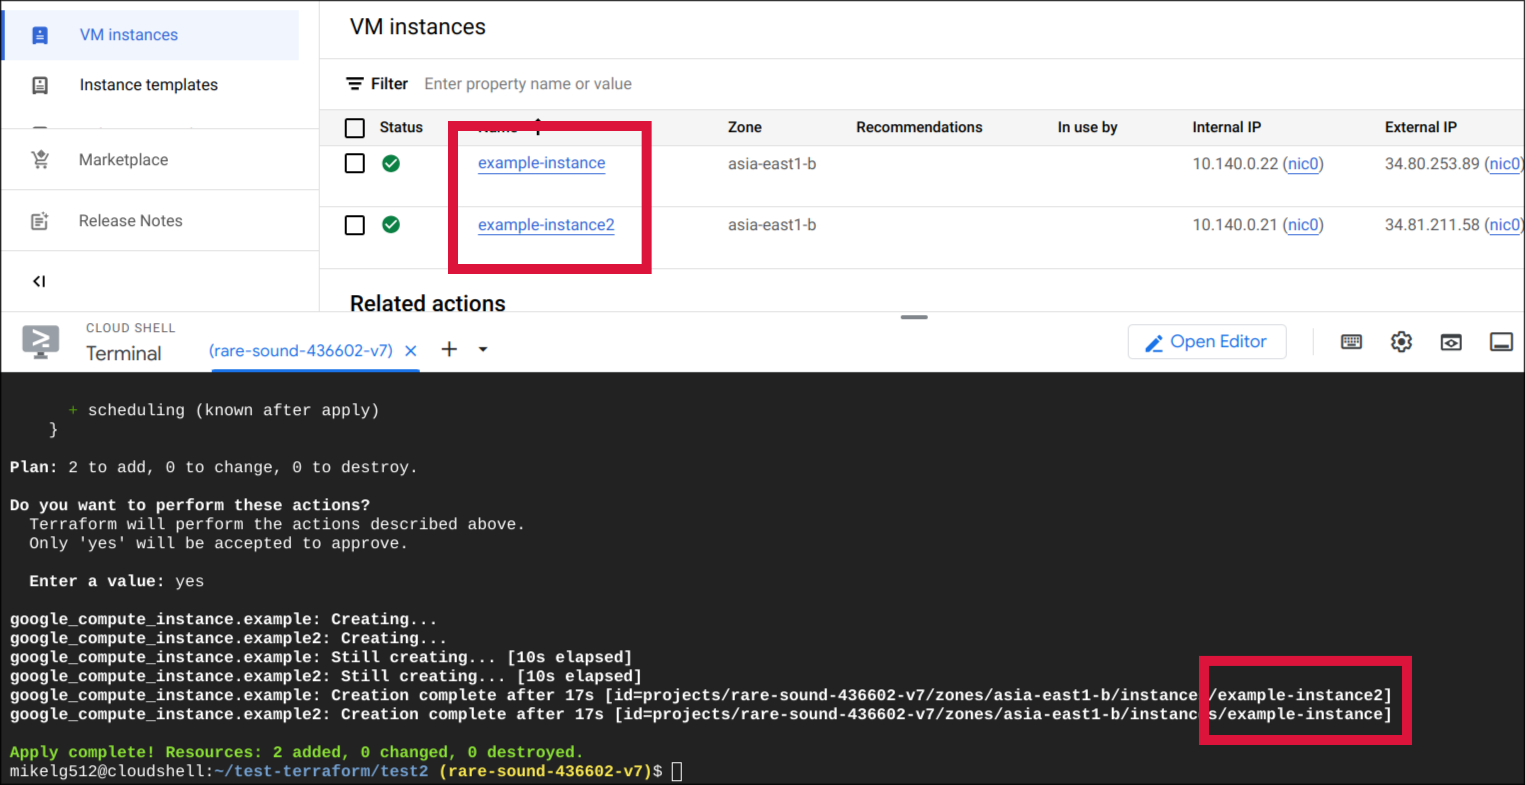 VM instances
Instance templates
Marketplace
Release Notes
VM instances
Filter Enter property name or value
Status Name Zone Recommendations In use by Internal IP External IP
example-instance asia-east1-b 10.140.0.22 (nic0) 34.80.253.89 (nic0)
example-instance2 asia-east1-b 10.140.0.21 (nic0) 34.81.211.58 (nic0)
Related actions
CLOUD SHELL
Terminal (rare-sound-436602-v7) Open Editor
+ scheduling (known after apply)
}
Plan: 2 to add, 0 to change, 0 to destroy.
Do you want to perform these actions?
Terraform will perform the actions described above.
Only 'yes' will be accepted to approve.
Enter a value: yes
google_compute_instance.example: Creating...
google_compute_instance.example2: Creating...
google_compute_instance.example: Still creating... [10s elapsed]
google_compute_instance.example2: Still creating... [10s elapsed]
google_compute_instance.example: Creation complete after 17s [id=projects/rare-sound-436602-v7/zones/asia-east1-b/instance/example-instance2]
google_compute_instance.example2: Creation complete after 17s [id=projects/rare-sound-436602-v7/zones/asia-east1-b/instances/example-instance]
Apply complete! Resources: 2 added, 0 changed, 0 destroyed.
mikelg512@cloudshell:~/test-terraform/test2 (rare-sound-436602-v7)$